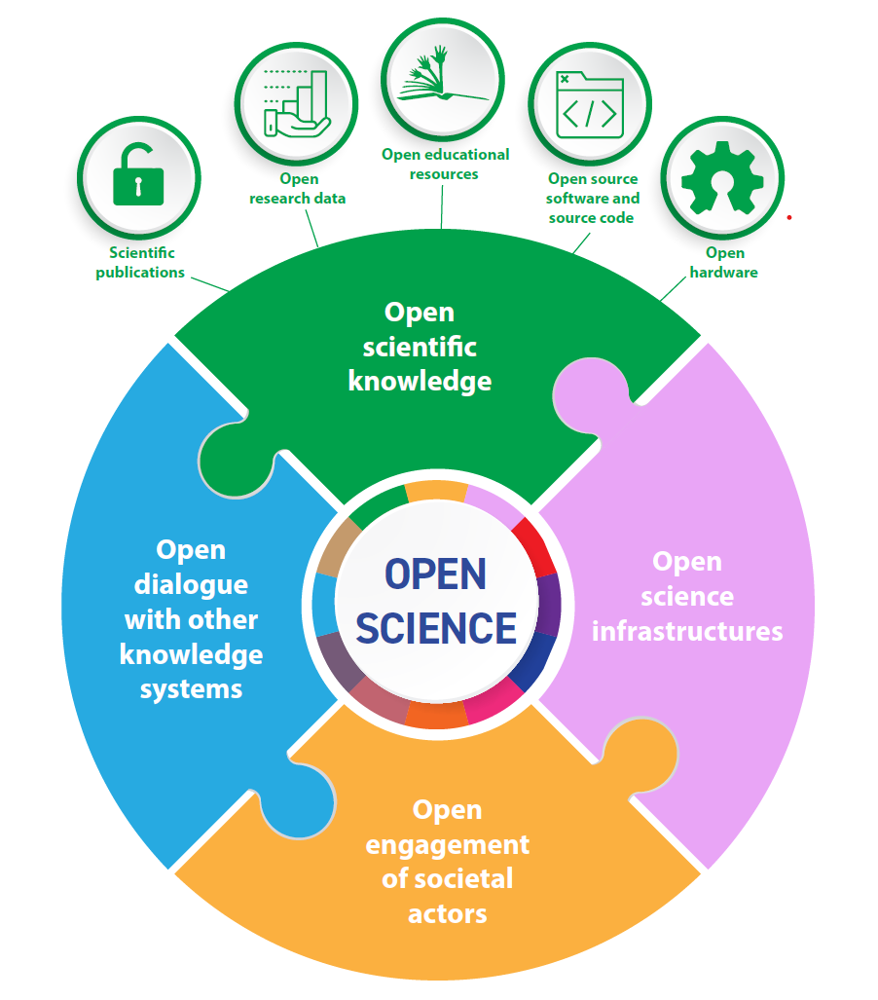 Scientific
publications
Open
research data
Open educational
resources
Open source
software and
source code
Open
hardware
Open
scientific
knowledge
Open
dialogue
with other
knowledge
systems
OPEN
SCIENCE
Open
science
infrastructures
Open
engagement
of societal
actors